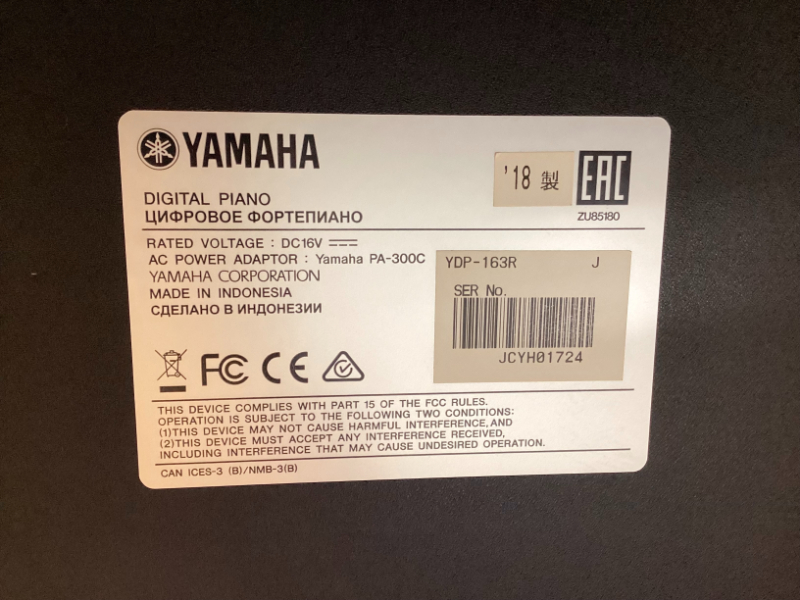 YAMAHA
'18 製
EAC
ZU85180
DIGITAL PIANO
ЦИФРОВОЕ ФОРТЕПИАНО
RATED VOLTAGE : DC16V
AC POWER ADAPTOR : Yamaha PA-300C
YAMAHA CORPORATION
MADE IN INDONESIA
СДЕЛАНО В ИНДОНЕЗИИ
YDP-163R J
SER No.
JCYH01724
FC CE
THIS DEVICE COMPLIES WITH PART 15 OF THE FCC RULES.
OPERATION IS SUBJECT TO THE FOLLOWING TWO CONDITIONS:
(1)THIS DEVICE MAY NOT CAUSE HARMFUL INTERFERENCE,AND
(2)THIS DEVICE MUST ACCEPT ANY INTERFERENCE RECEIVED,
INCLUDING INTERFERENCE THAT MAY CAUSE UNDESIRED OPERATION.
CAN ICES-3 (B)/NMB-3(B)